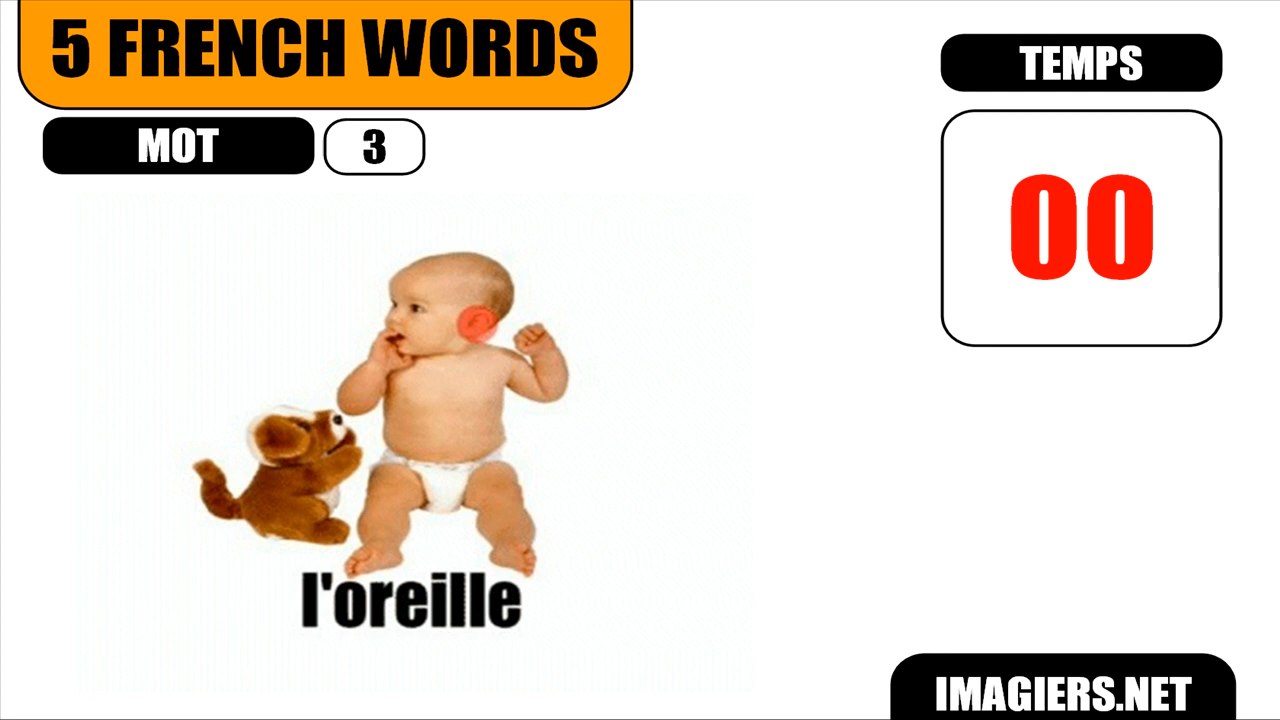 5 FRENCH WORDS
MOT 3
TEMPS
00
l'oreille
IMAGIERS.NET